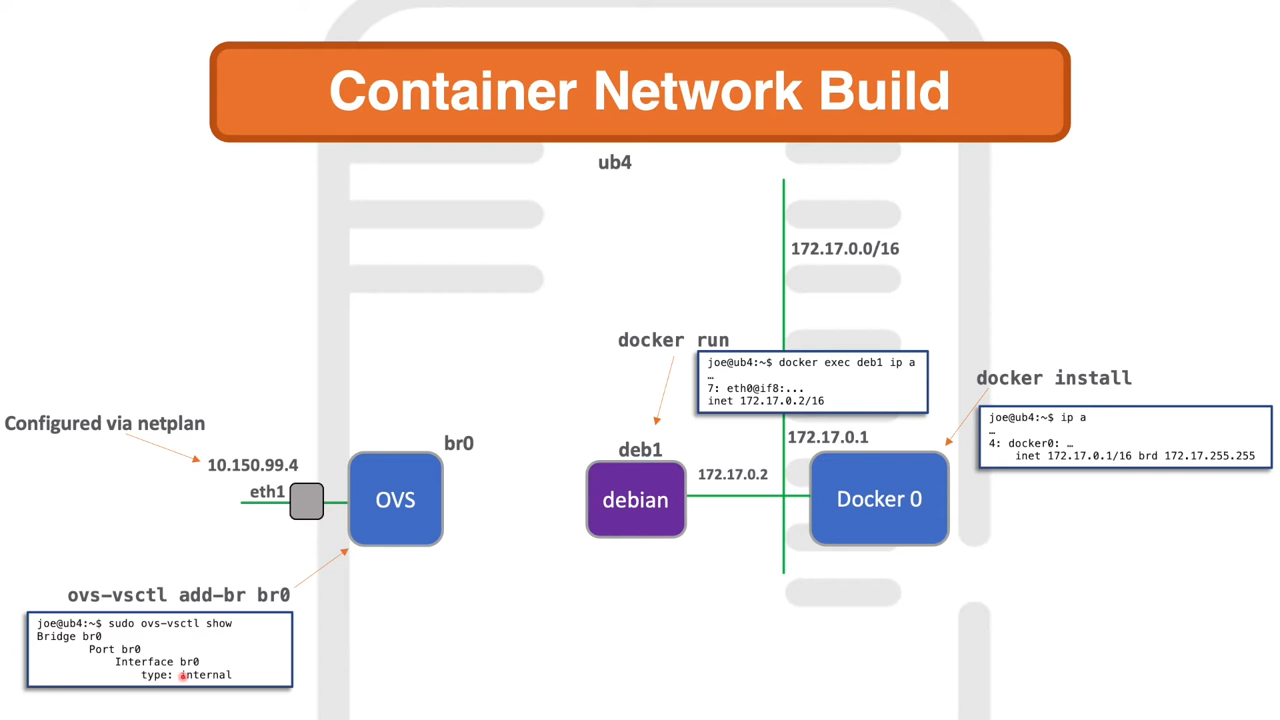 Container Network Build
ub4
172.17.0.0/16
docker run
joe@ub4:~$ docker exec deb1 ip a
…
7: eth0@if8:...
inet 172.17.0.2/16
docker install
joe@ub4:~$ ip a
…
4: docker0: …
inet 172.17.0.1/16 brd 172.17.255.255
Configured via netplan
10.150.99.4
eth1
br0
OVS
deb1
debian
172.17.0.2
172.17.0.1
Docker 0
ovs-vsctl add-br br0
joe@ub4:~$ sudo ovs-vsctl show
Bridge br0
Port br0
Interface br0
type: internal